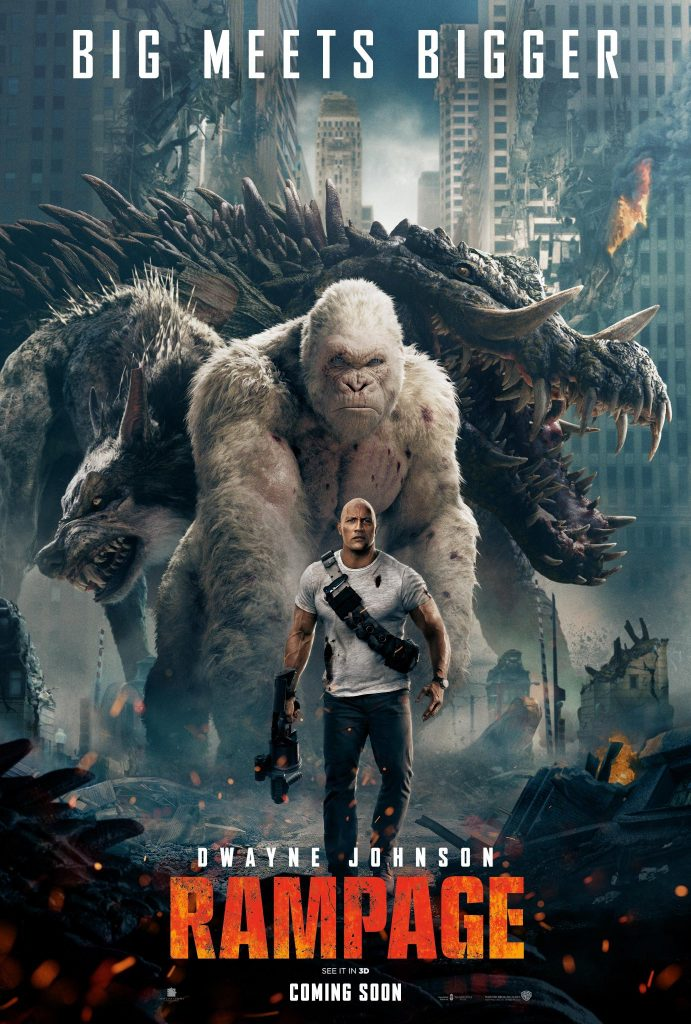 BIG MEETS BIGGER
DWAYNE JOHNSON
RAMPAGE
SEE IT IN 3D
COMING SOON